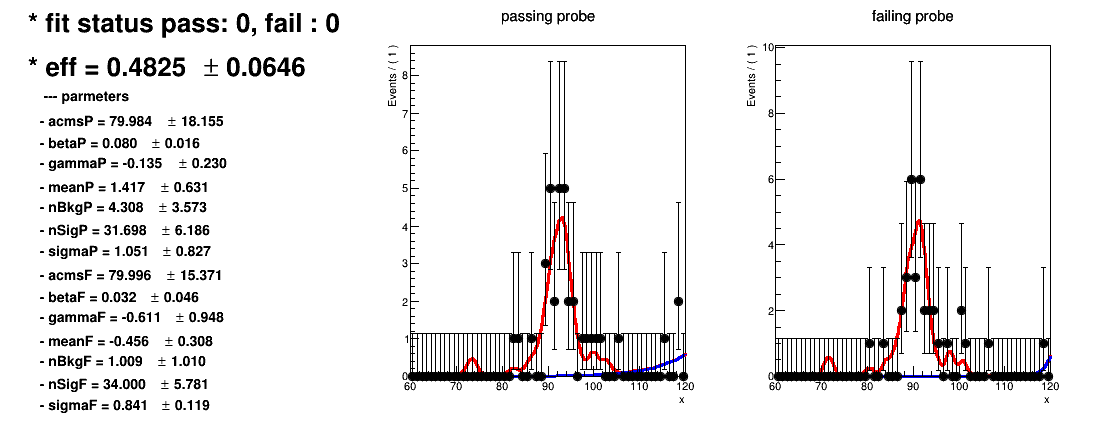 * fit status pass: 0, fail : 0
* eff = 0.4825 ± 0.0646
--- parmeters
- acmsP = 79.984 ± 18.155
- betaP = 0.080 ± 0.016
- gammaP = -0.135 ± 0.230
- meanP = 1.417 ± 0.631
- nBkgP = 4.308 ± 3.573
- nSigP = 31.698 ± 6.186
- sigmaP = 1.051 ± 0.827
- acmsF = 79.996 ± 15.371
- betaF = 0.032 ± 0.046
- gammaF = -0.611 ± 0.948
- meanF = -0.456 ± 0.308
- nBkgF = 1.009 ± 1.010
- nSigF = 34.000 ± 5.781
- sigmaF = 0.841 ± 0.119
passing probe
Events / ( 1 )
8
7
6
5
4
3
2
1
0
60 70 80 90 100 110 120
x
failing probe
Events / ( 1 )
10
8
6
4
2
0
60 70 80 90 100 110 120
x